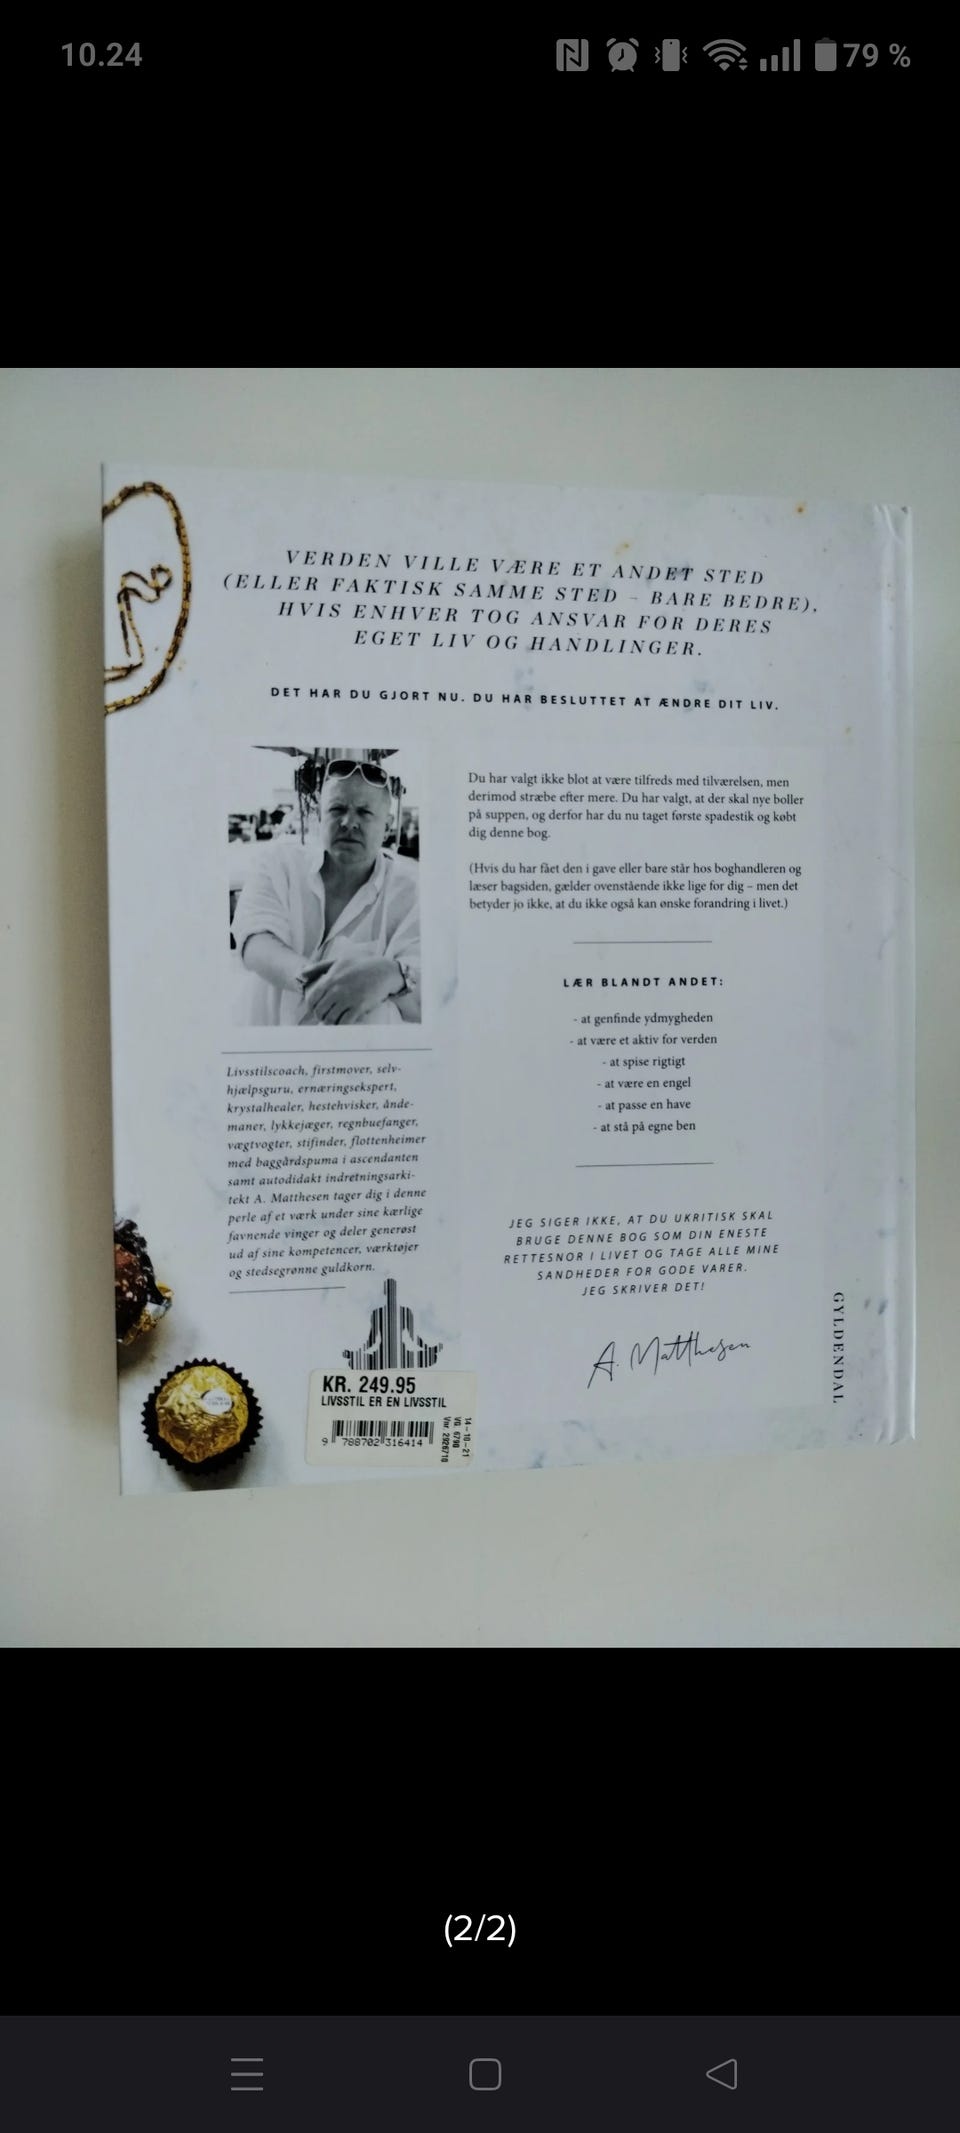 10.24
79 %
VERDEN VILLE VÆRE ET ANDET STED
(ELLER FAKTISK SAMME STED – BARE BEDRE),
HVIS ENHVER TOG ANSVAR FOR DERES
EGET LIV OG HANDLINGER.
DET HAR DU GJORT NU. DU HAR BESLUTTET AT ÆNDRE DIT LIV.
Du har valgt ikke blot at være tilfreds med tilværelsen, men
derimod stræbe efter mere. Du har valgt, at der skal nye boller
på suppen, og derfor har du nu taget første spadestik og købt
dig denne bog.
(Hvis du har fået den i gave eller bare står hos boghandleren og
læser bagsiden, gælder ovenstående ikke lige for dig – men det
betyder jo ikke, at du ikke også kan ønske forandring i livet.)
LÆR BLANDT ANDET:
- at genfinde ydmygheden
- at være et aktiv for verden
- at spise rigtigt
- at være en engel
- at passe en have
- at stå på egne ben
Livsstilscoach, firstmover, selv-
hjælpsguru, ernæringsekspert,
krystalhealer, hestehvisker, ånde-
maner, lykkejæger, regnbuefanger,
vægtvogter, stifinder, flottenheimer
med baggårdspuma i ascendanten
samt autodidakt indretningsarki-
tekt A. Matthesen tager dig i denne
perle af et værk under sine kærlige
favnende vinger og deler generøst
ud af sine kompetencer, værktøjer
og stedsegrønne guldkorn.
JEG SIGER IKKE, AT DU UKRITISK SKAL
BRUGE DENNE BOG SOM DIN ENESTE
RETTESNOR I LIVET OG TAGE ALLE MINE
SANDHEDER FOR GODE VARER.
JEG SKRIVER DET!
A. Matthesen
GYLDENDAL
KR. 249.95
LIVSSTIL ER EN LIVSSTIL
9 788702 316414
14-10-21
VG. 6790
Vnr. 2926710
(2/2)